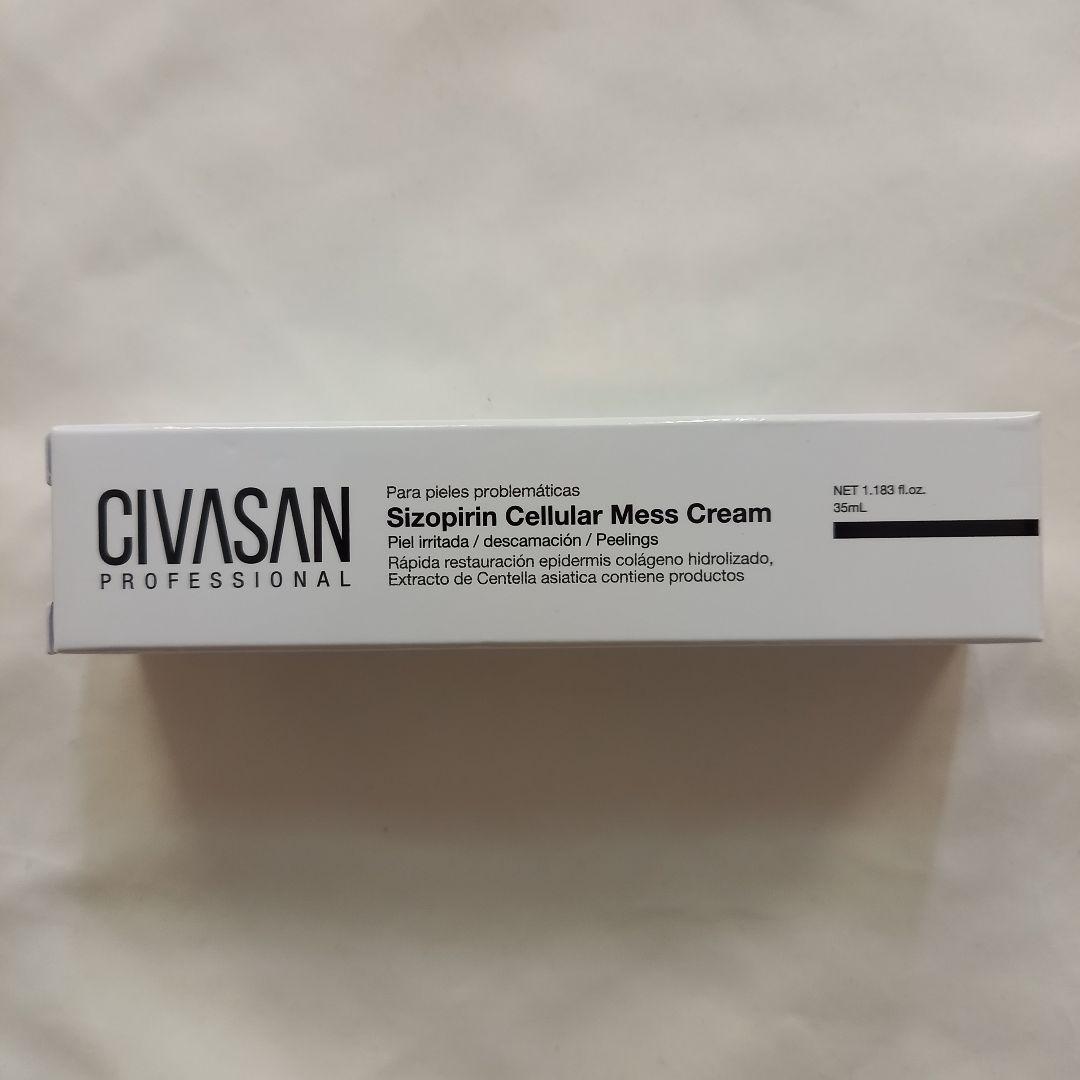 CIVASAN
PROFESSIONAL
Para pieles problemáticas
Sizopirin Cellular Mess Cream
Piel irritada / descamación / Peelings
Rápida restauración epidermis colágeno hidrolizado,
Extracto de Centella asiatica contiene productos
NET 1.183 fl.oz.
35mL